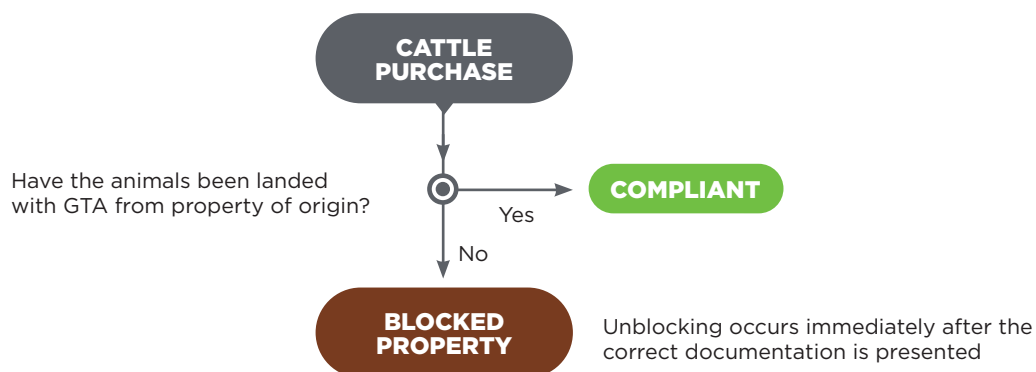 CATTLE
PURCHASE
Have the animals been landed
with GTA from property of origin?
Yes
COMPLIANT
No
BLOCKED
PROPERTY
Unblocking occurs immediately after the
correct documentation is presented